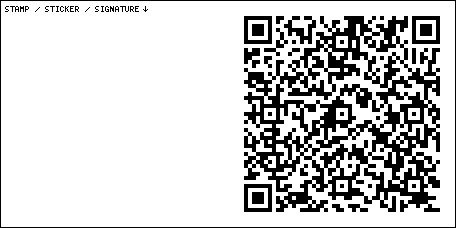 STAMP / STICKER / SIGNATURE ↓